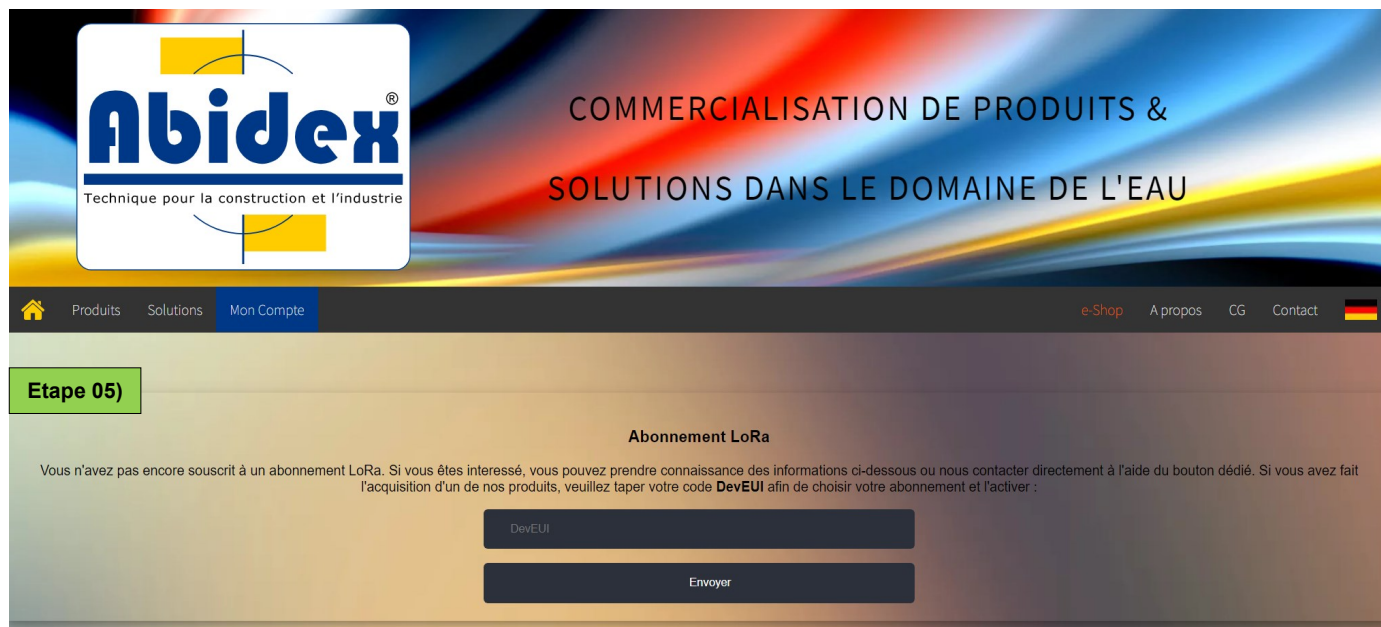 Abidex®
Technique pour la construction et l'industrie
COMMERCIALISATION DE PRODUITS &
SOLUTIONS DANS LE DOMAINE DE L'EAU
Produits Solutions Mon Compte e-Shop A propos CG Contact
Etape 05)
Abonnement LoRa
Vous n'avez pas encore souscrit à un abonnement LoRa. Si vous êtes interessé, vous pouvez prendre connaissance des informations ci-dessous ou nous contacter directement à l'aide du bouton dédié. Si vous avez fait
l'acquisition d'un de nos produits, veuillez taper votre code DevEUI afin de choisir votre abonnement et l'activer :
DevEUI
Envoyer